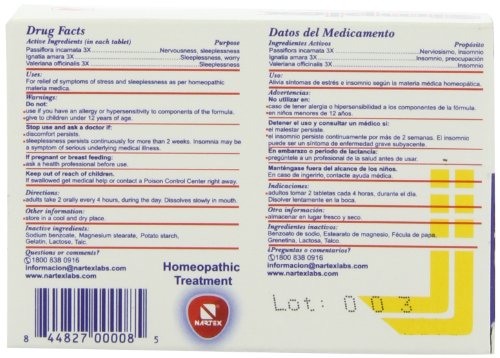 Drug Facts
Active Ingredients (in each tablet) Purpose
Passiflora incarnata 3X Nervousness, sleeplessness
Ignatia amara 3X Sleeplessness, worry
Valeriana officinalis 3X Sleeplessness
Uses:
For relief of symptoms of stress and sleeplessness as per homeopathic
materia medica.
Warnings:
Do not:
•use if you have an allergy or hypersensitivity to components of the formula.
•give to children under 12 years of age.
Stop use and ask a doctor if:
•discomfort persists.
•sleeplessness persists continuously for more than 2 weeks. Insomnia may be
a symptom of serious underlying medical illness.
If pregnant or breast feeding:
•ask a health professional before use.
Keep out of reach of children.
If swallowed get medical help or contact a Poison Control Center right away.
Directions:
•adults take 2 orally every 4 hours, during the day. Dissolves slowly in mouth.
Other information:
•store in a cool and dry place.
Inactive ingredients:
Sodium benzoate, Magnesium stearate, Potato starch,
Gelatin, Lactose, Talc.
Questions or comments?
1800 838 0916
informacion@nartexlabs.com
www.nartexlabs.com
8 44827 00008 5
Homeopathic
Treatment
N
NARTEX
Datos del Medicamento
Ingredientes Activos Propósito
Passiflora incarnata 3X Nerviosismo, insomnio
Ignatia amara 3X Insomnio, preocupación
Valeriana officinalis 3X Insomnio
Uso:
Alivia síntomas de estrés e insomnio según la materia médica homeopática.
Advertencias:
No utilizar en:
•caso de tener alergia o hipersensibilidad a los componentes de la fórmula.
•en niños menores de 12 años.
Detener el uso y consultar un médico si:
•el malestar persiste.
•el insomnio persiste continuamente por más de 2 semanas. El insomnio
puede ser un síntoma de enfermedad grave subyacente.
En embarazo o período de lactancia:
•pregúntele a un profesional de la salud antes de usar.
Manténgase fuera del alcance de los niños.
En caso de ingerirlo, contacte ayuda médica.
Indicaciones:
•adultos tomar 2 tabletas cada 4 horas, durante el día.
Disolver lentamente en la boca.
Otra información:
•almacenar en lugar fresco y seco.
Ingredientes inactivos:
Benzoato de sodio, Estearato de magnesio, Fécula de papa,
Grenetina, Lactosa, Talco.
¿Preguntas o comentarios?
1800 838 0916
informacion@nartexlabs.com
www.nartexlabs.com
Lot: 003